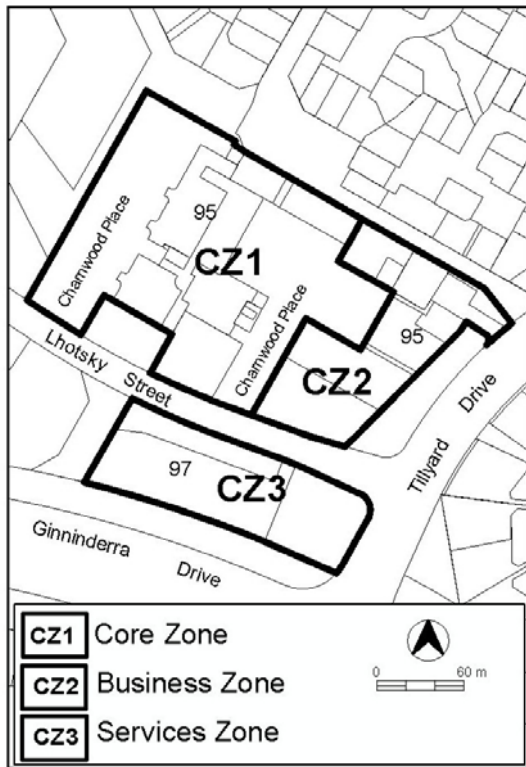 95
Charnwood Place
CZ1
Charnwood Place
95
CZ2
Lhotsky Street
Tillyard Drive
97
CZ3
Ginninderra Drive
CZ1 Core Zone
CZ2 Business Zone
CZ3 Services Zone
0 60 m